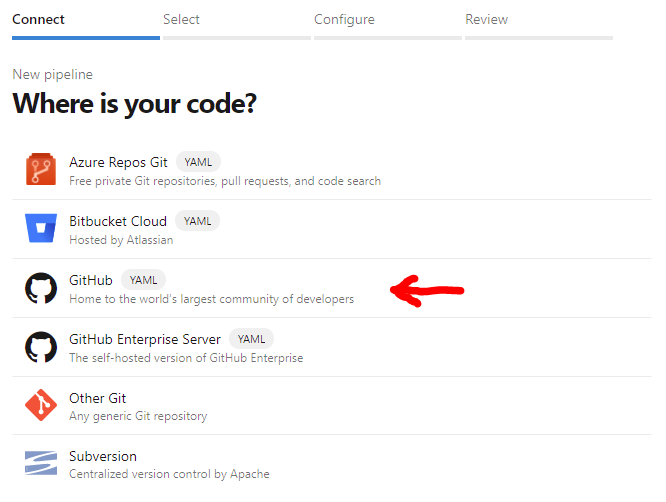 Connect
Select
Configure
Review
New pipeline
Where is your code?
Azure Repos Git YAML
Free private Git repositories, pull requests, and code search
Bitbucket Cloud YAML
Hosted by Atlassian
GitHub YAML
Home to the world's largest community of developers
GitHub Enterprise Server YAML
The self-hosted version of GitHub Enterprise
Other Git
Any generic Git repository
Subversion
Centralized version control by Apache